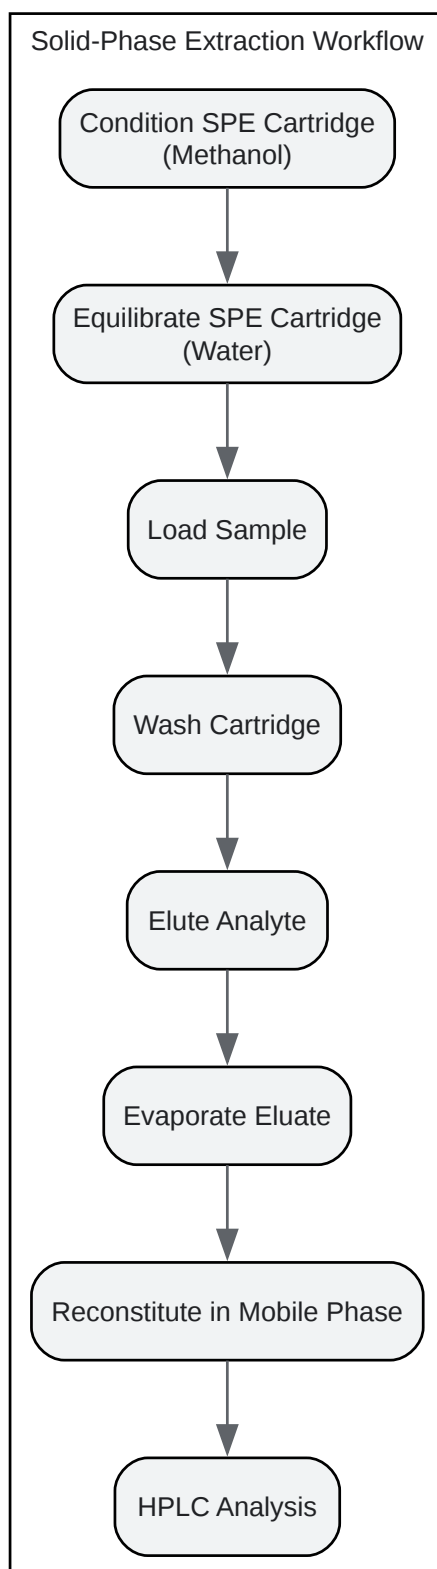 Solid-Phase Extraction Workflow
Condition SPE Cartridge
(Methanol)
Equilibrate SPE Cartridge
(Water)
Load Sample
Wash Cartridge
Elute Analyte
Evaporate Eluate
Reconstitute in Mobile Phase
HPLC Analysis